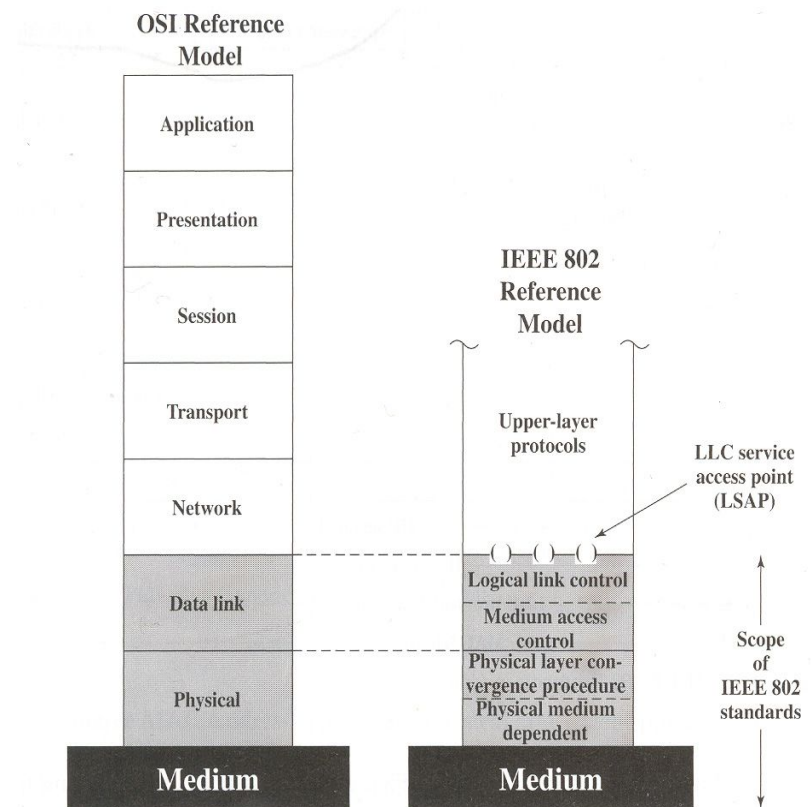 OSI Reference
Model
Application
Presentation
Session
Transport
Network
Data link
Physical
Medium
IEEE 802
Reference
Model
Upper-layer
protocols
LLC service
access point
(LSAP)
Logical link control
Medium access
control
Physical layer con-
vergence procedure
Physical medium
dependent
Medium
Scope
of
IEEE 802
standards